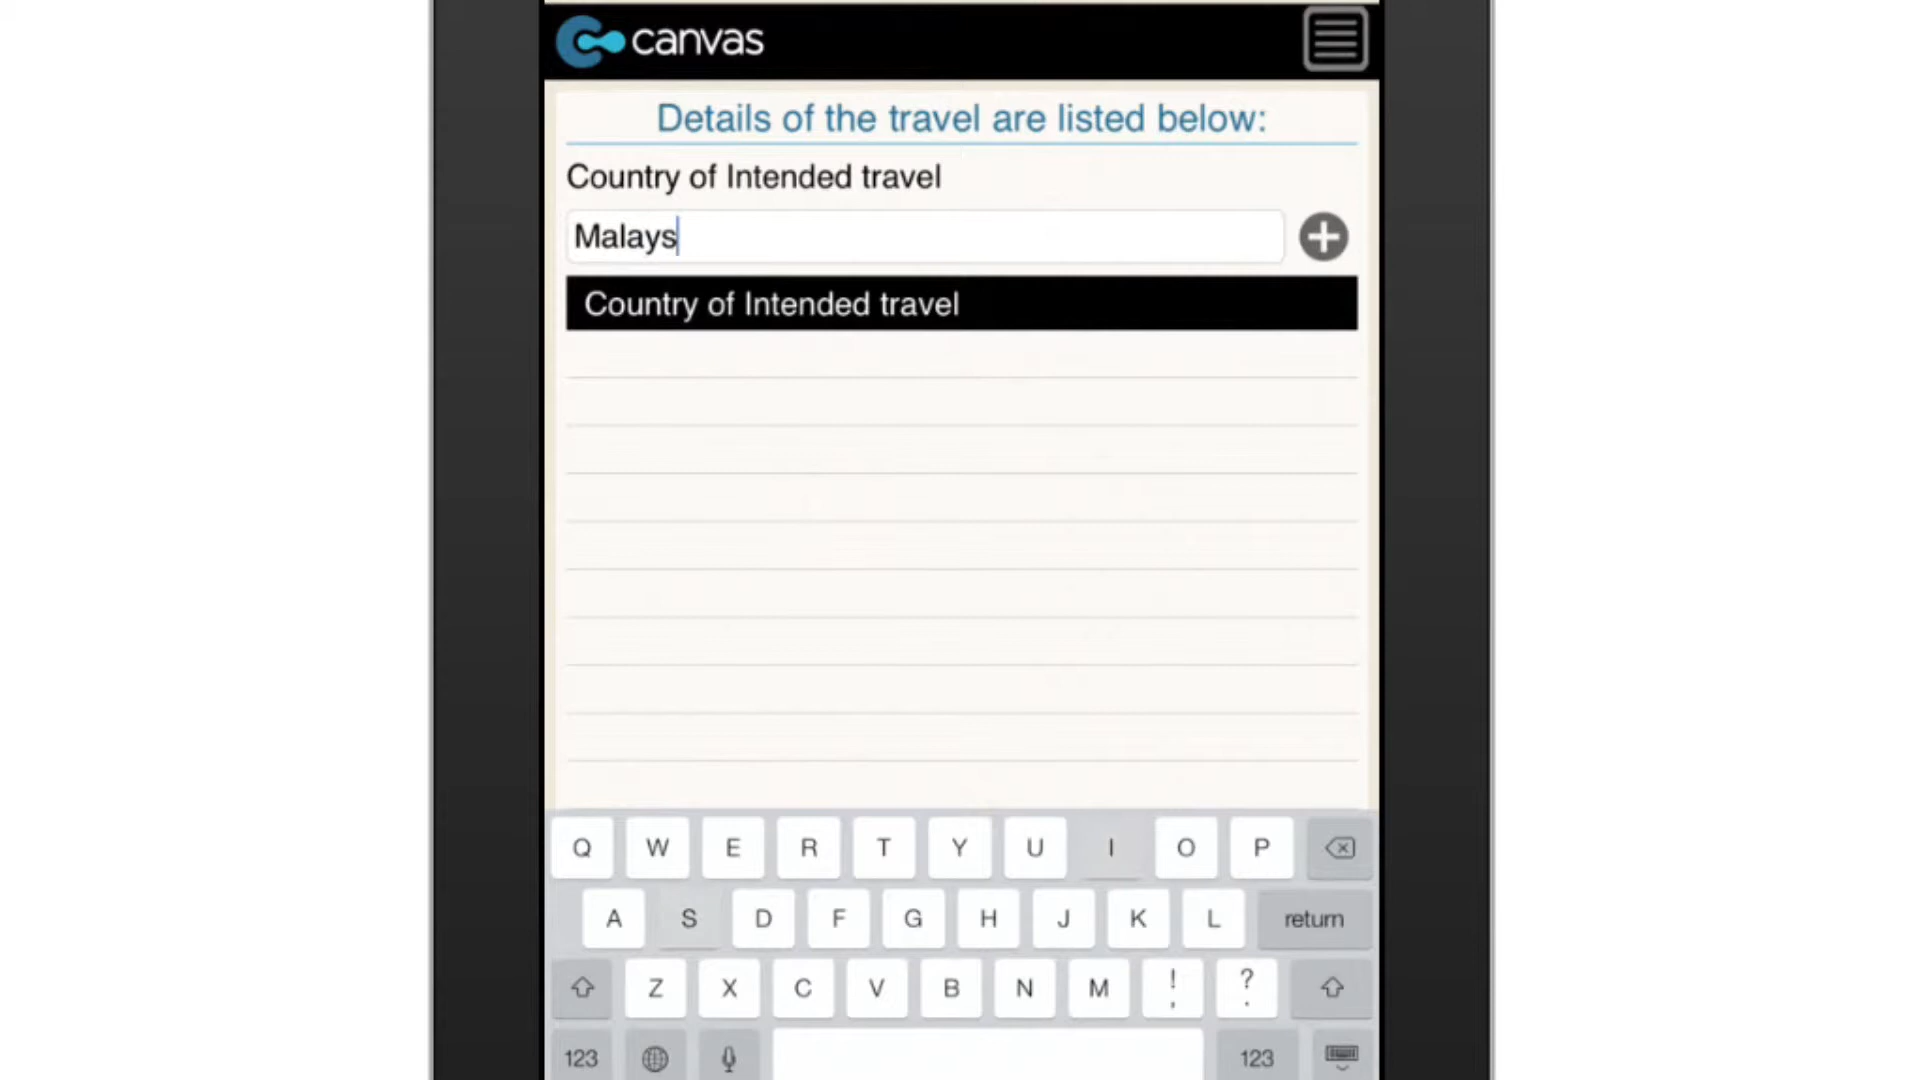 canvas
Details of the travel are listed below:
Country of Intended travel
Malays
Country of Intended travel
Q W E R T Y U I O P
A S D F G H J K L return
Z X C V B N M ! , ? .
123 123